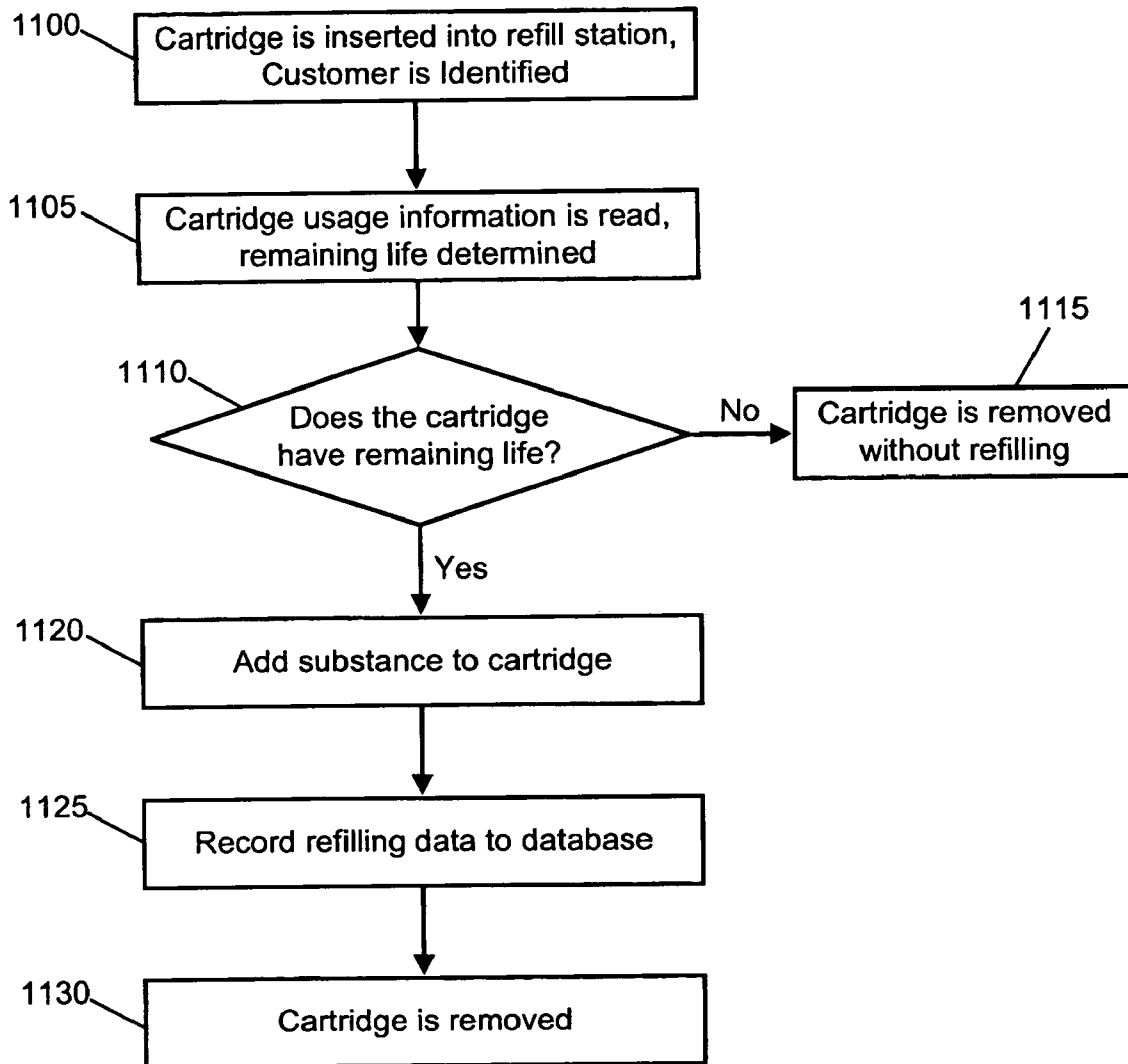 1100
Cartridge is inserted into refill station,
Customer is Identified
1105
Cartridge usage information is read,
remaining life determined
1110
Does the cartridge
have remaining life?
No
1115
Cartridge is removed
without refilling
Yes
1120
Add substance to cartridge
1125
Record refilling data to database
1130
Cartridge is removed